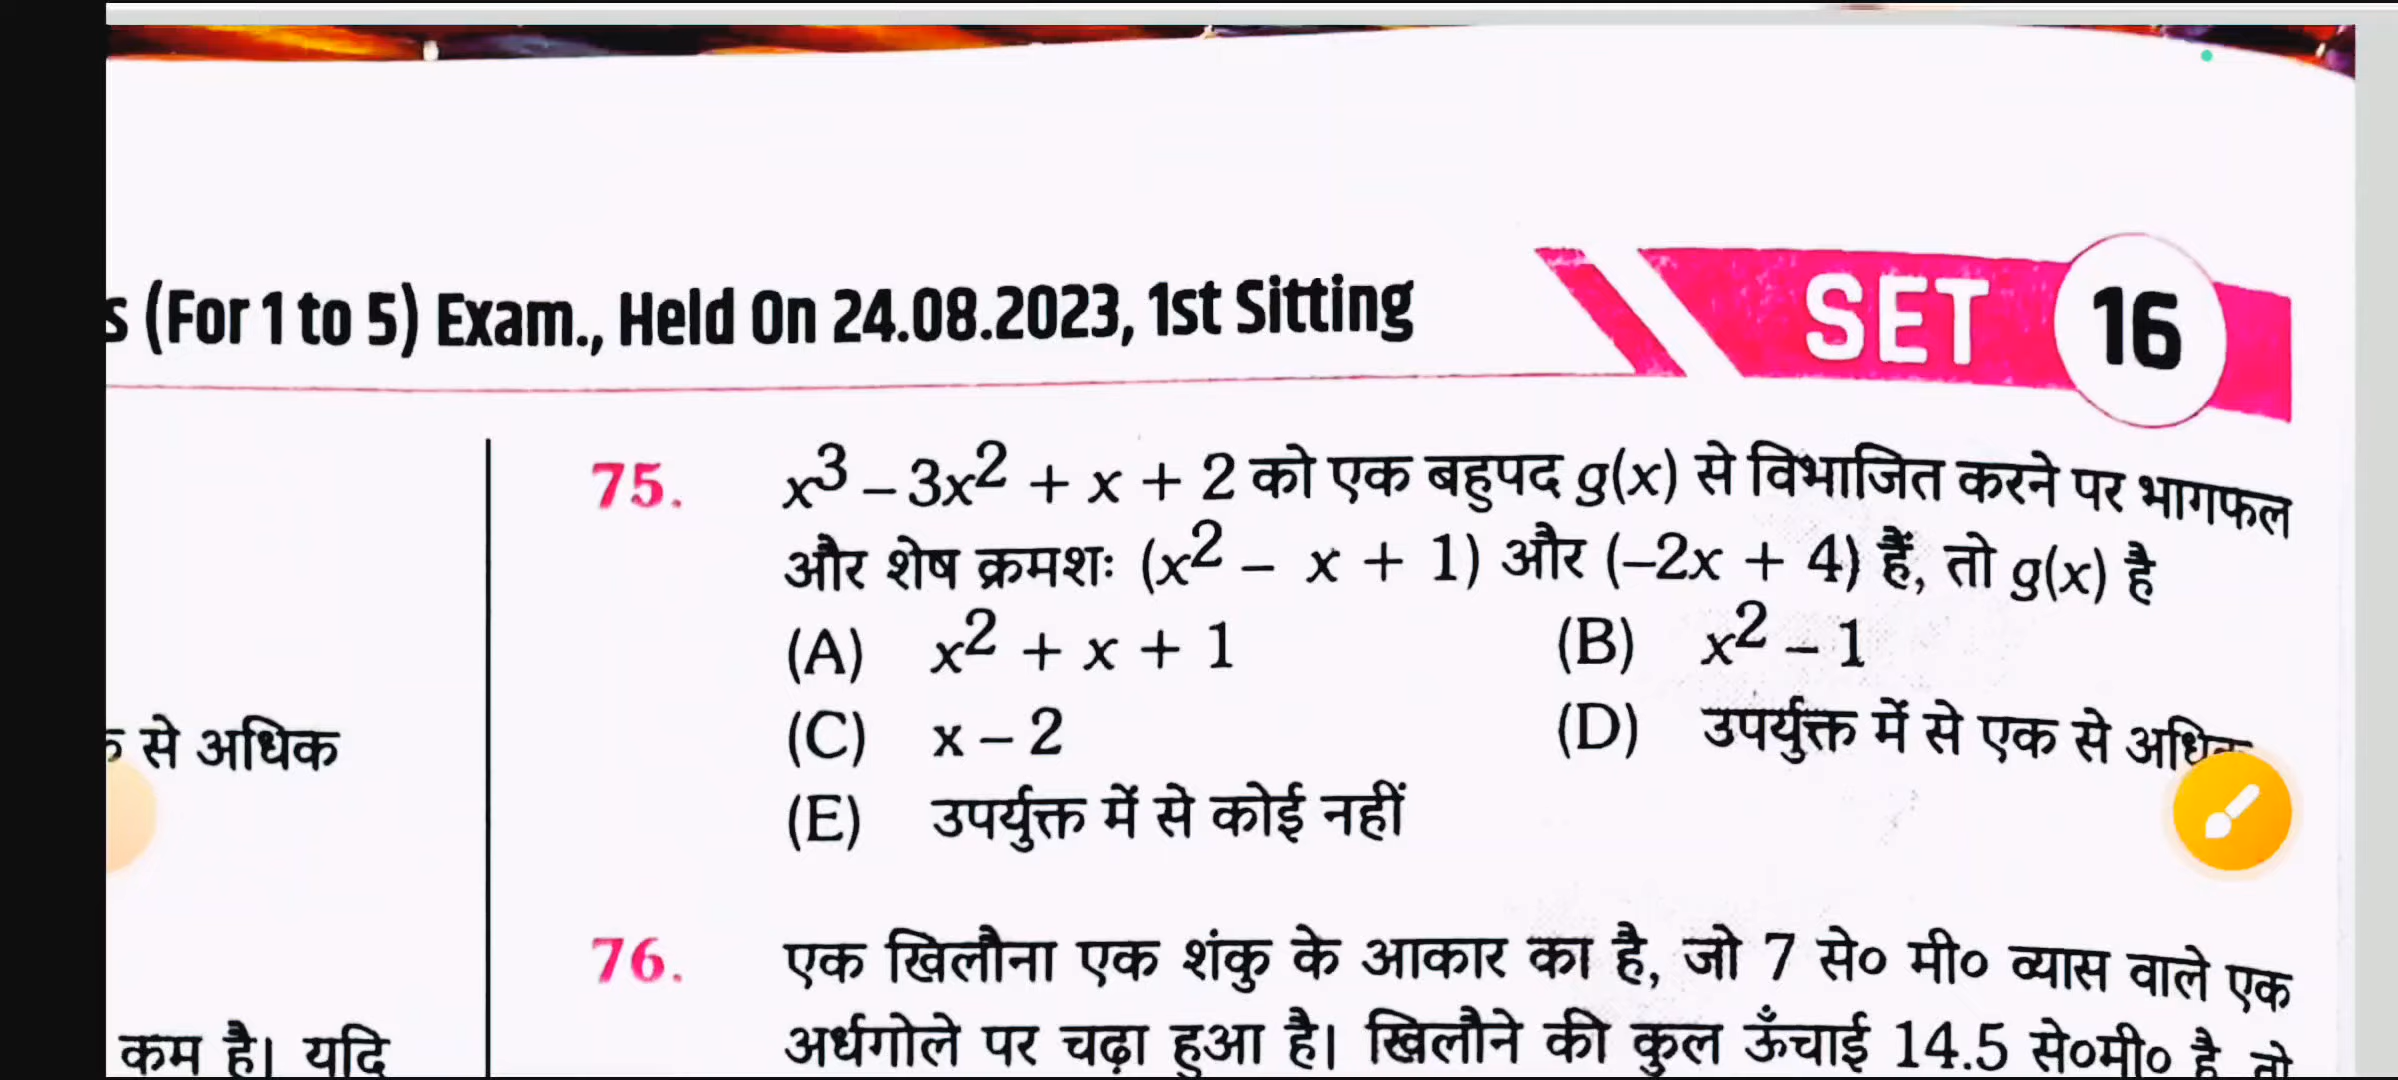 (For 1 to 5) Exam., Held On 24.08.2023, 1st Sitting
SET 16
75. x³ – 3x² + x + 2 को एक बहुपद g(x) से विभाजित करने पर भागफल
और शेष क्रमशः (x² – x + 1) और (–2x + 4) हैं, तो g(x) है
(A) x² + x + 1 (B) x² – 1
(C) x – 2 (D) उपर्युक्त में से एक से
(E) उपर्युक्त में से कोई नहीं
से अधिक
76. एक खिलौना एक शंकु के आकार का है, जो 7 से० मी० व्यास वाले एक
अर्धगोले पर चढ़ा हुआ है। खिलौने की कुल ऊँचाई 14.5 से०मी० है, तो
कम है। यदि